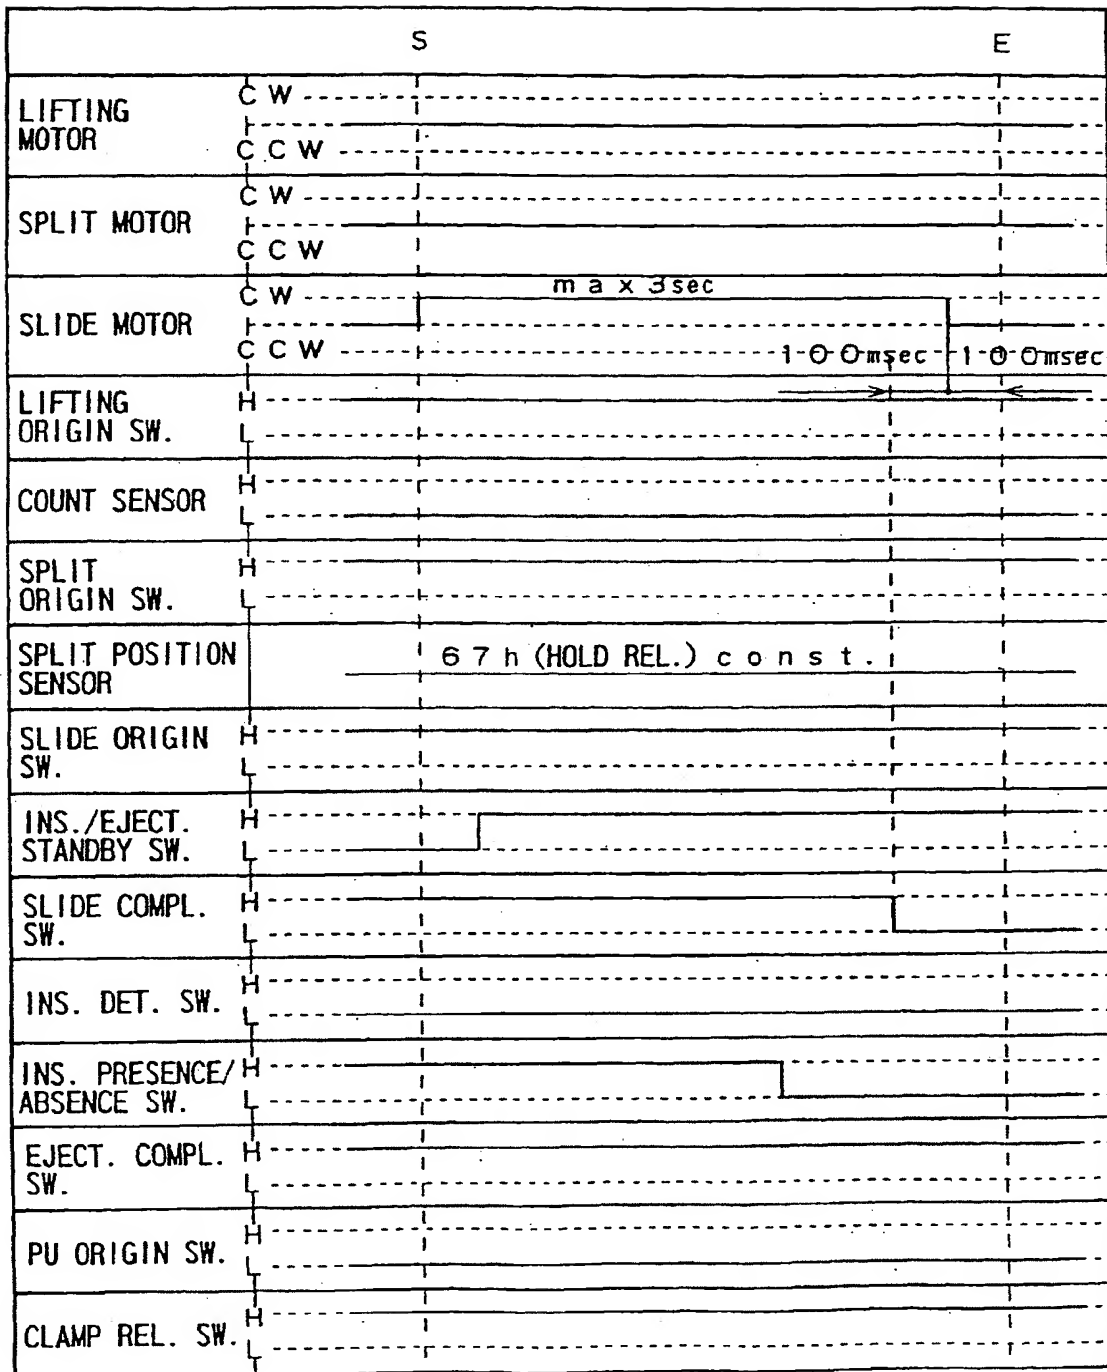 S E
LIFTING
MOTOR
CW
CCW
SPLIT MOTOR
CW
CCW
SLIDE MOTOR
CW
max 3sec
CCW
100msec 100msec
LIFTING
ORIGIN SW.
H
L
COUNT SENSOR
H
L
SPLIT
ORIGIN SW.
H
L
SPLIT POSITION
SENSOR
67h (HOLD REL.) const.
SLIDE ORIGIN
SW.
H
L
INS./EJECT.
STANDBY SW.
H
L
SLIDE COMPL.
SW.
H
L
INS. DET. SW.
H
L
INS. PRESENCE/
ABSENCE SW.
H
L
EJECT. COMPL.
SW.
H
L
PU ORIGIN SW.
H
L
CLAMP REL. SW.
H
L